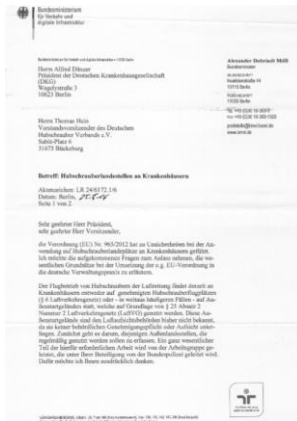 Bundesministerium
für Verkehr und
digitale Infrastruktur
Alexander Dobrindt MdB
Bundesminister
Herrn Alfred Dänzer
Präsident der Deutschen Krankenhausgesellschaft
(DKG)
Wegelystraße 3
10623 Berlin
Herrn Thomas Hein
Vorstandsvorsitzender des Deutschen
Hubschrauber Verbandes e.V.
Sable-Platz 6
31675 Bückeburg
Betreff: Hubschrauberlandestellen an Krankenhäusern
Aktenzeichen: LR 24/6172.1/6
Datum: Berlin,
Seite 1 von 2
Sehr geehrter Herr Präsident,
sehr geehrter Herr Vorsitzender,
die Verordnung (EU) Nr. 965/2012 hat zu Unsicherheiten bei der An-
wendung auf Hubschrauberlandeplätze an Krankenhäusern geführt.
Ich möchte die aufgekommenen Fragen zum Anlass nehmen, die we-
sentlichen Grundsätze bei der Umsetzung der o.g. EU-Verordnung in
die deutsche Verwaltungspraxis zu erläutern.
Der Flugbetrieb von Hubschraubern der Luftrettung findet derzeit an
Krankenhäusern entweder auf genehmigten Hubschrauberflugplätzen
(§ 6 Luftverkehrsgesetz) oder - in weitaus häufigeren Fällen - auf Au-
ßenstartgeländen statt, welche auf Grundlage von § 25 Absatz 2
Nummer 2 Luftverkehrsgesetz (LuftVG) genutzt werden. Diese Au-
ßenstartgelände sind den Luftaufsichtsbehörden bisher nicht bekannt,
da sie keiner behördlichen Genehmigungspflicht oder Aufsicht unter-
liegen. Zunächst geht es darum, diejenigen Außenlandestellen, die
regelmäßig genutzt werden sollen zu erfassen. Ein ganz wesentlicher
Teil der hierfür erforderlichen Arbeit wird von der Arbeitsgruppe ge-
leistet, die unter Ihrer Beteiligung von der Bundespolizei geleitet wird.
Dafür möchte ich Ihnen ausdrücklich danken.